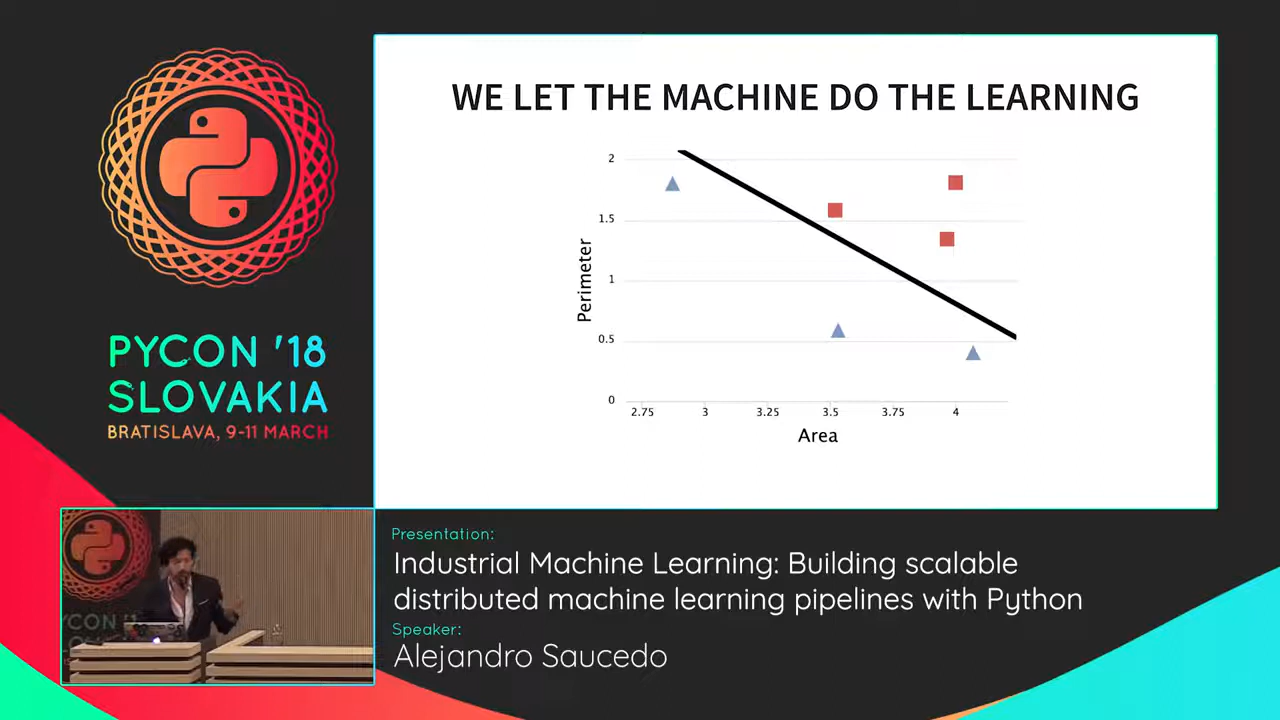 WE LET THE MACHINE DO THE LEARNING
2
1.5
1
0.5
0
Perimeter
2.75 3 3.25 3.5 3.75 4
Area
PYCON '18
SLOVAKIA
BRATISLAVA, 9-11 MARCH
Presentation:
Industrial Machine Learning: Building scalable
distributed machine learning pipelines with Python
Speaker:
Alejandro Saucedo